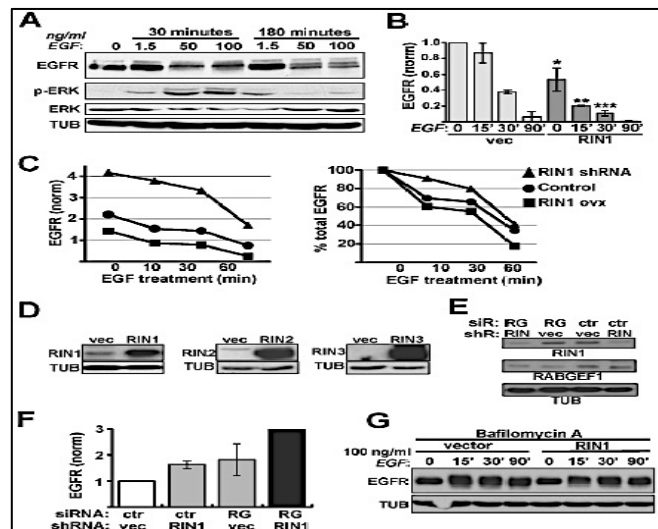 A
ng/ml 30 minutes 180 minutes
EGF: 0 1.5 50 100 1.5 50 100
EGFR
p-ERK
ERK
TUB
B
EGFR (norm)
1.0
0.8
0.6
0.4
0.2
* ** ***
EGF: 0 15' 30' 90' 0 15' 30' 90'
vec RIN1
C
EGFR (norm)
4
3
2
1
0 10 30 60
EGF treatment (min)
% total EGFR
100
80
60
40
20
0 10 30 60
EGF treatment (min)
RIN1 shRNA
Control
RIN1 ovx
D
vec RIN1
RIN1
TUB
vec RIN2
RIN2
TUB
vec RIN3
RIN3
TUB
E
siR: RG RG ctr ctr
shR: RIN vec vec RIN
RIN1
RABGEF1
TUB
F
EGFR (norm)
3
2
1
siRNA: ctr ctr RG RG
shRNA: vec RIN1 vec RIN1
G
Bafilomycin A
100 ng/ml vector RIN1
EGF: 0 15' 30' 90' 0 15' 30' 90'
EGFR
TUB